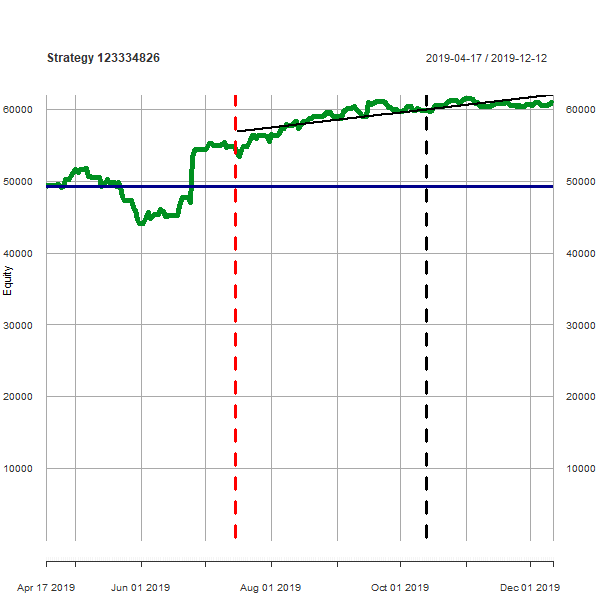 Strategy 123334826
2019-04-17 / 2019-12-12
60000
60000
50000
50000
40000
40000
Equity
30000
30000
20000
20000
10000
10000
Apr 17 2019
Jun 01 2019
Aug 01 2019
Oct 01 2019
Dec 01 2019